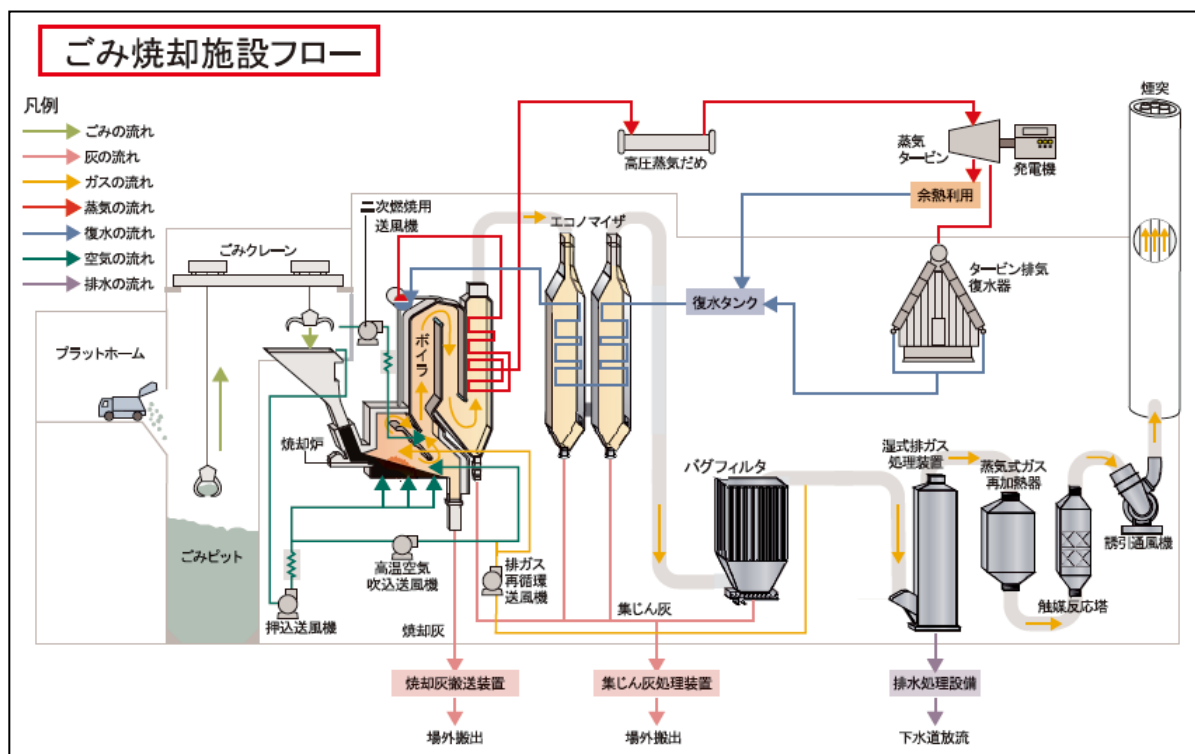 ごみ焼却施設フロー
凡例
ごみの流れ
灰の流れ
ガスの流れ
蒸気の流れ
復水の流れ
空気の流れ
排水の流れ
煙突
蒸気
タービン
発電機
高圧蒸気だめ
余熱利用
二次燃焼用
送風機
エコノマイザ
ごみクレーン
タービン排気
復水器
復水タンク
プラットホーム
ボイラ
焼却炉
バグフィルタ
湿式排ガス
処理装置
蒸気式ガス
再加熱器
誘引通風機
ごみピット
高温空気
吹込送風機
排ガス
再循環
送風機
集じん灰
触媒反応塔
押込送風機
焼却灰
焼却灰搬送装置
集じん灰処理装置
排水処理設備
場外搬出
場外搬出
下水道放流